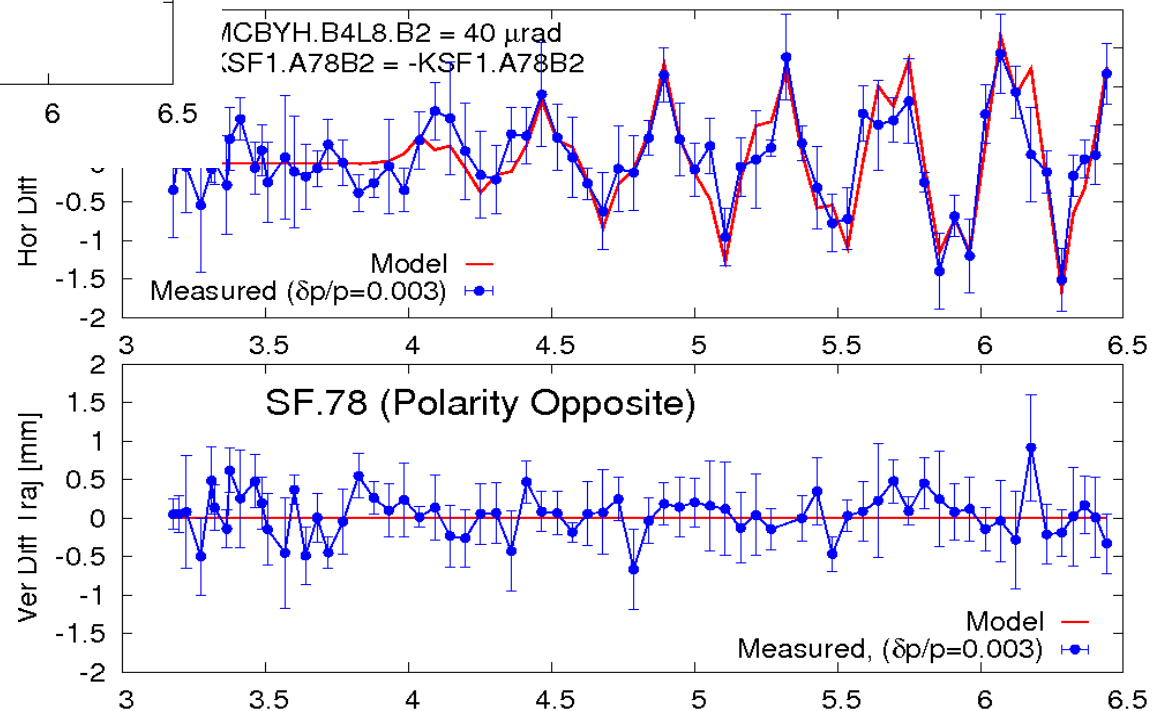 6 6.5
MCBYH.B4L8.B2 = 40 μrad
KSF1.A78B2 = -KSF1.A78B2
Hor Diff
0
-0.5
-1
-1.5
-2
Model
Measured (δp/p=0.003)
3 3.5 4 4.5 5 5.5 6 6.5
Ver Diff Traj [mm]
2
1.5
1
0.5
0
-0.5
-1
-1.5
-2
SF.78 (Polarity Opposite)
Model
Measured, (δp/p=0.003)
3 3.5 4 4.5 5 5.5 6 6.5